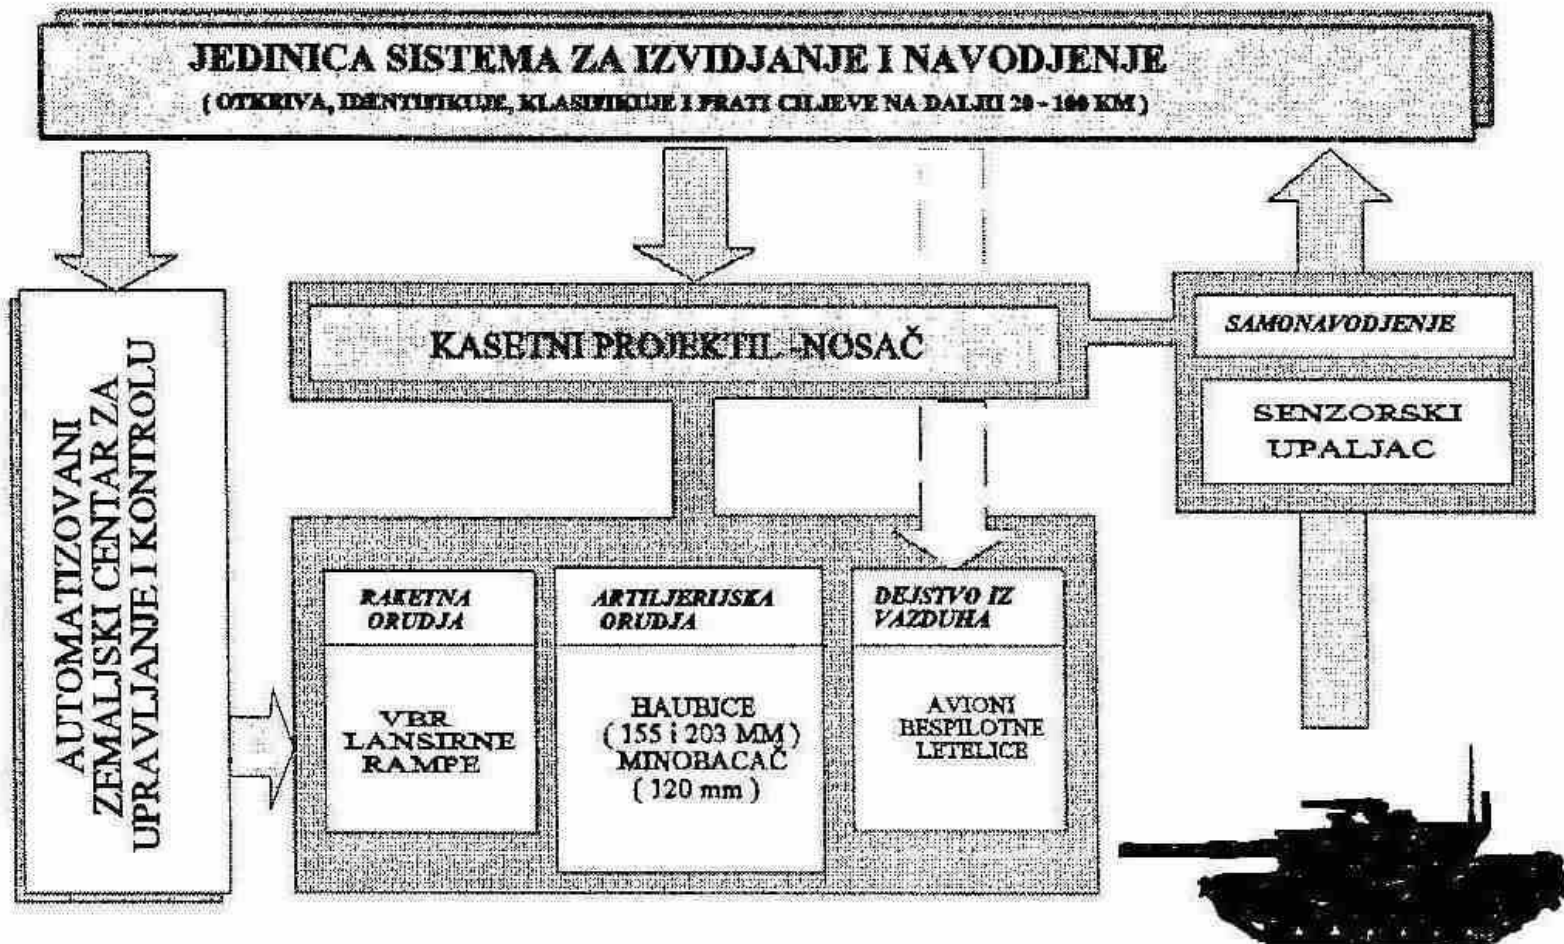 JEDINICA SISTEMA ZA IZVIDJANJE I NAVODJENJE
( OTKRIVA, IDENTIFIKUJE, KLASIFIKUJE I PRATI CILJEVE NA DALJII 20 - 100 KM )
AUTOMATIZOVANI
ZEMALJSKI CENTAR ZA
UPRAVLJANJE I KONTROLU
KASETNI PROJEKTIL -NOSAČ
SAMONAVODJENJE
SENZORSKI
UPALJAC
RAKETNA
ORUDJA
VBR
LANSIRNE
RAMPE
ARTILJERIJSKA
ORUDJA
HAUBICE
( 155 i 203 MM )
MINOBACAČ
( 120 mm )
DEJSTVO IZ
VAZDUHA
AVIONI
BESPILOTNE
LETELICE